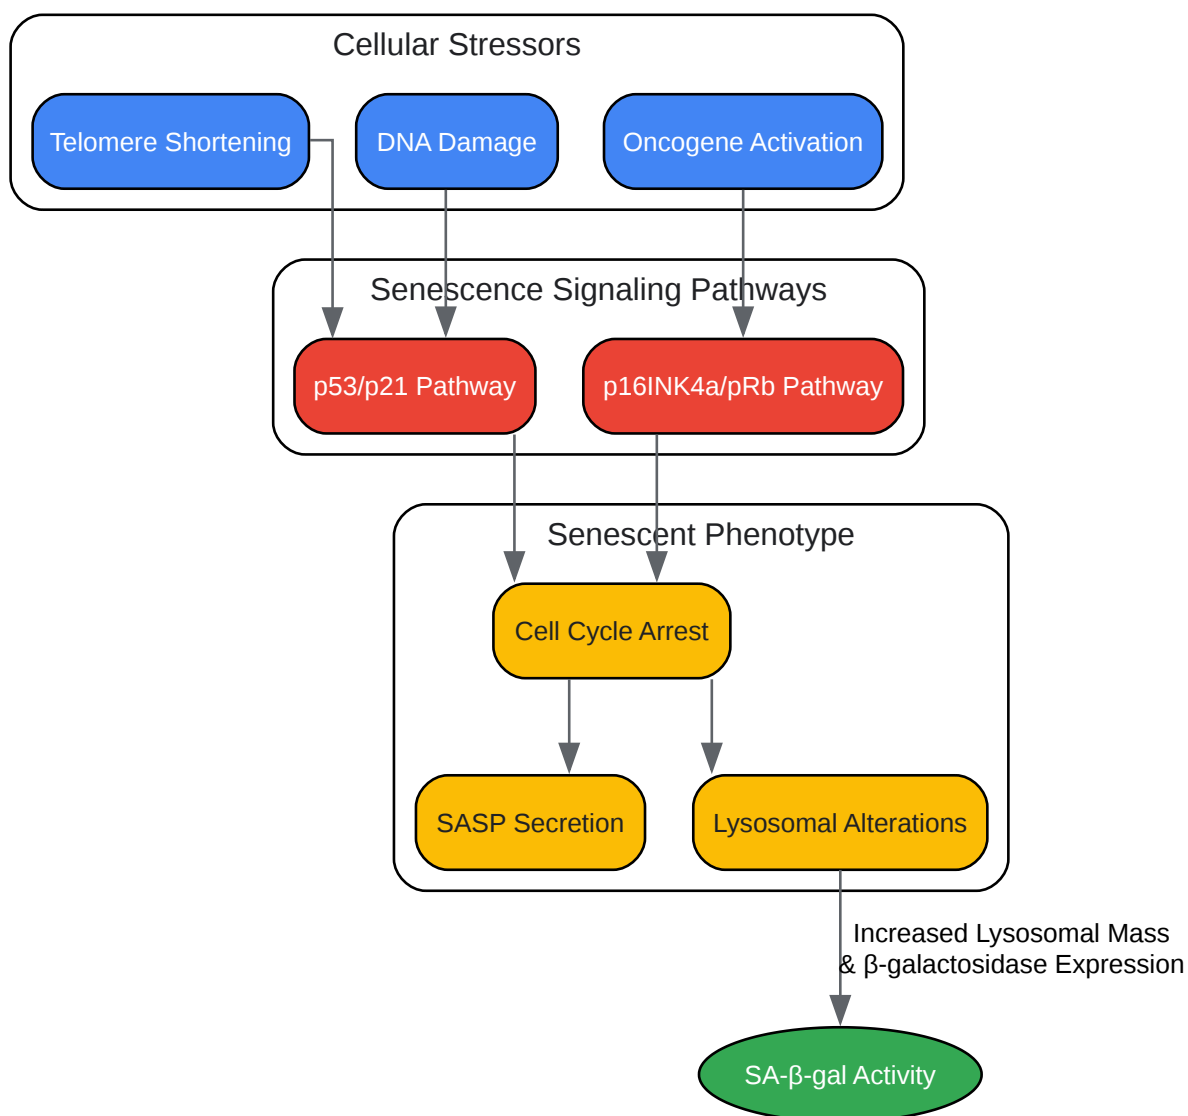 Cellular Stressors
Telomere Shortening
DNA Damage
Oncogene Activation
Senescence Signaling Pathways
p53/p21 Pathway
p16INK4a/pRb Pathway
Senescent Phenotype
Cell Cycle Arrest
SASP Secretion
Lysosomal Alterations
Increased Lysosomal Mass
& β-galactosidase Expression
SA-β-gal Activity